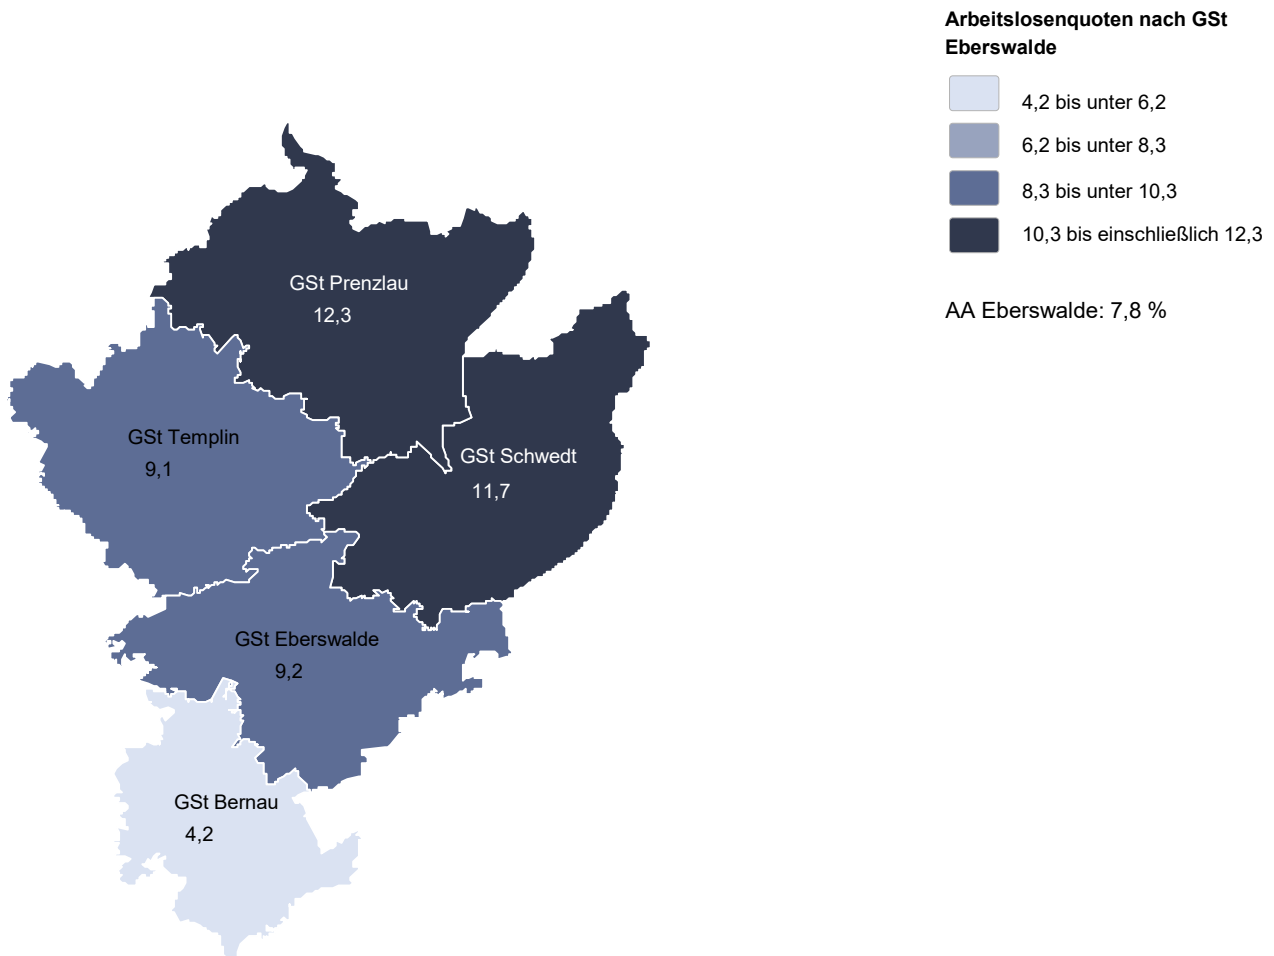 Arbeitslosenquoten nach GSt
Eberswalde
4,2 bis unter 6,2
6,2 bis unter 8,3
8,3 bis unter 10,3
10,3 bis einschließlich 12,3
AA Eberswalde: 7,8 %
GSt Prenzlau
12,3
GSt Templin
9,1
GSt Schwedt
11,7
GSt Eberswalde
9,2
GSt Bernau
4,2